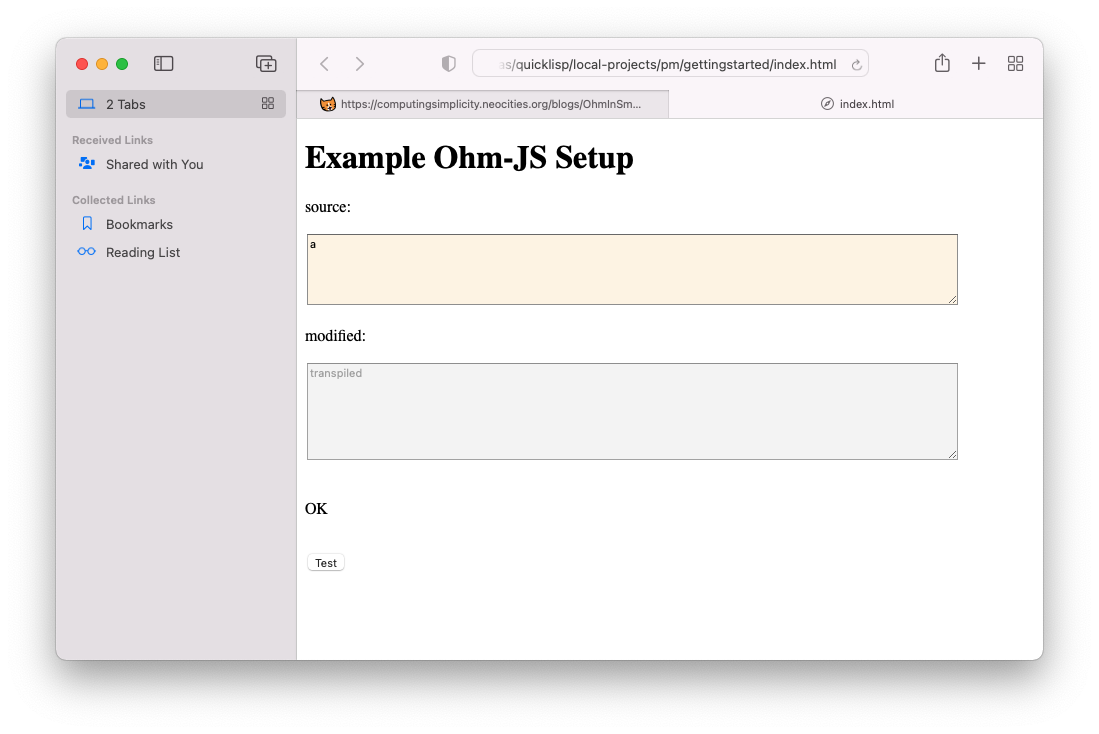 2 Tabs
Received Links
Shared with You
Collected Links
Bookmarks
Reading List
as/quicklisp/local-projects/pm/gettingstarted/index.html
https://computingsimplicity.neocities.org/blogs/OhmInSm...
index.html
Example Ohm-JS Setup
source:
a
modified:
transpiled
OK
Test